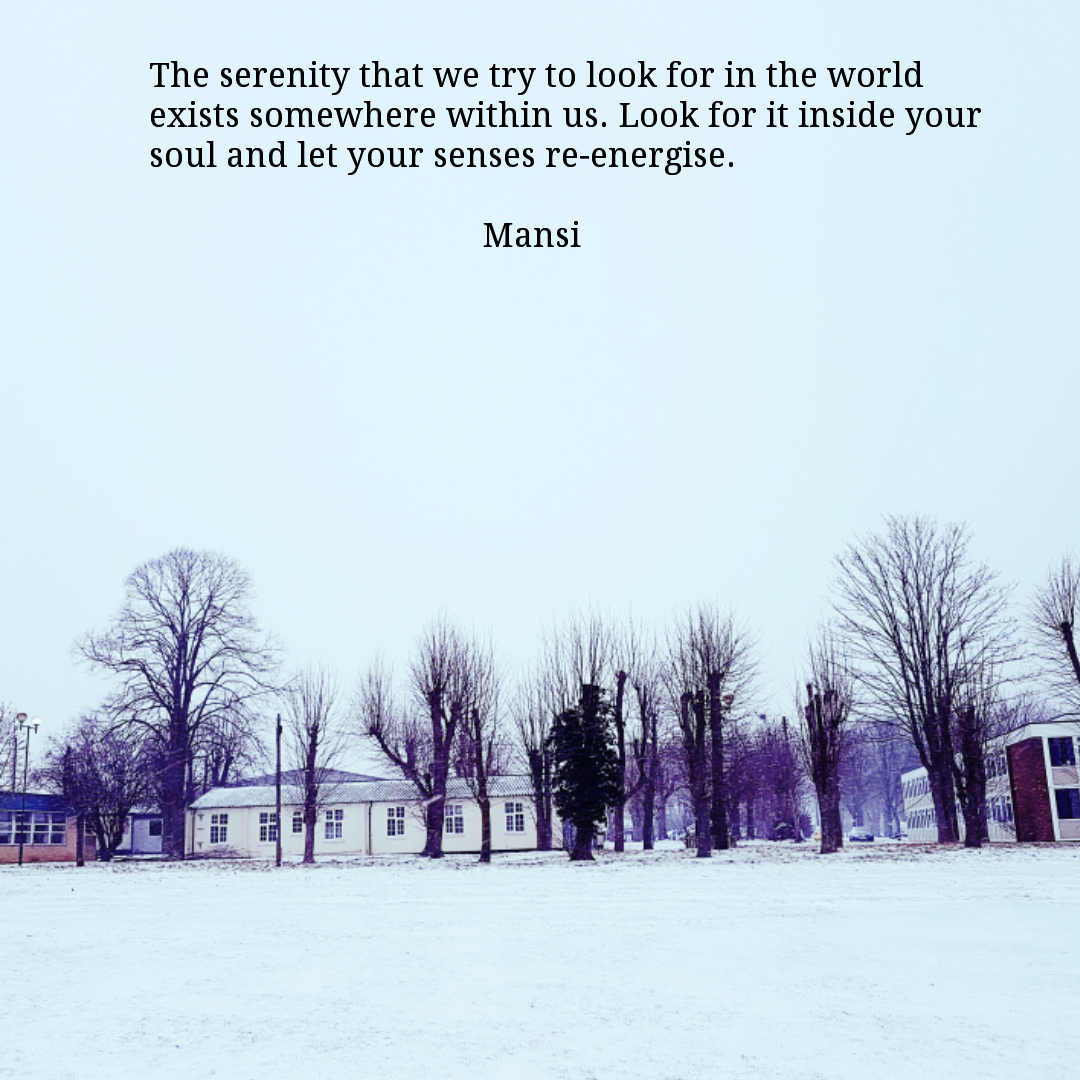 The serenity that we try to look for in the world
exists somewhere within us. Look for it inside your
soul and let your senses re-energise.
Mansi